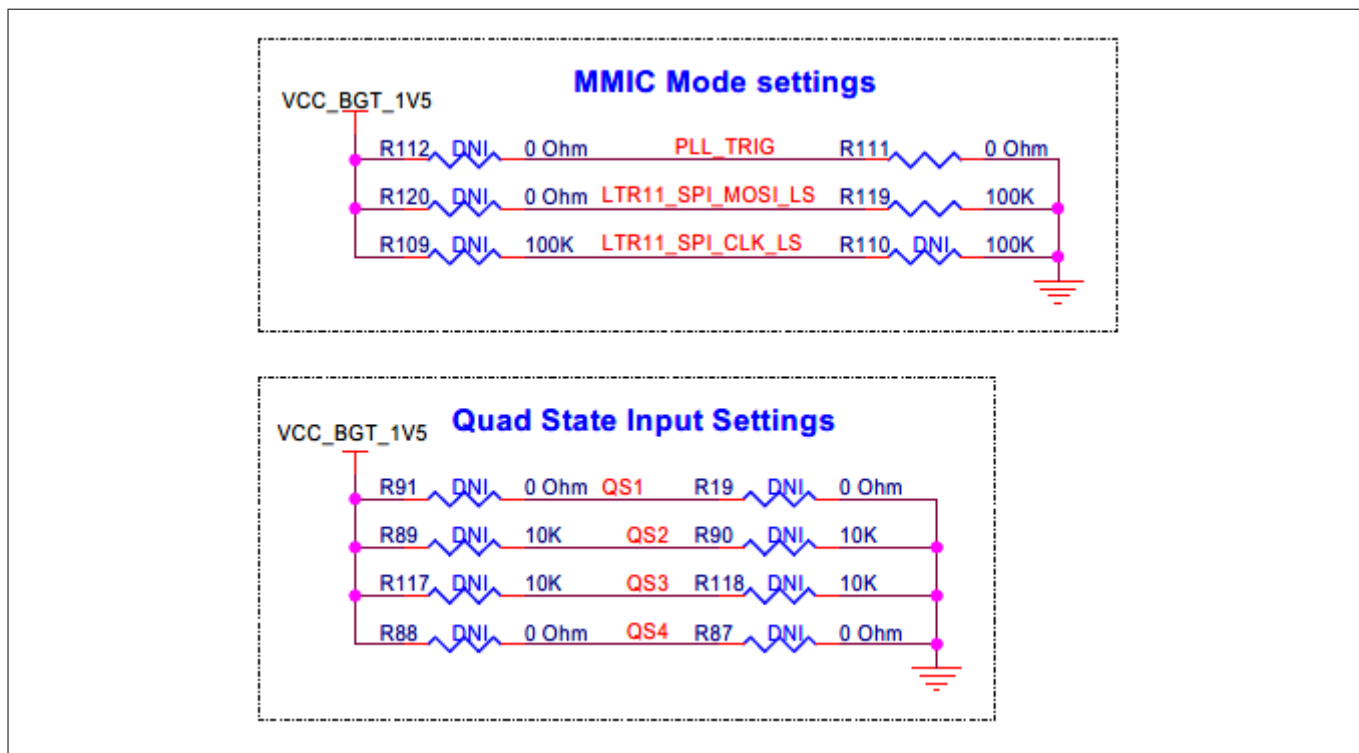 MMIC Mode settings
VCC_BGT_1V5
R112 DNI 0 Ohm PLL_TRIG R111 0 Ohm
R120 DNI 0 Ohm LTR11_SPI_MOSI_LS R119 100K
R109 DNI 100K LTR11_SPI_CLK_LS R110 DNI 100K
Quad State Input Settings
VCC_BGT_1V5
R91 DNI 0 Ohm QS1 R19 DNI 0 Ohm
R89 DNI 10K QS2 R90 DNI 10K
R117 DNI 10K QS3 R118 DNI 10K
R88 DNI 0 Ohm QS4 R87 DNI 0 Ohm